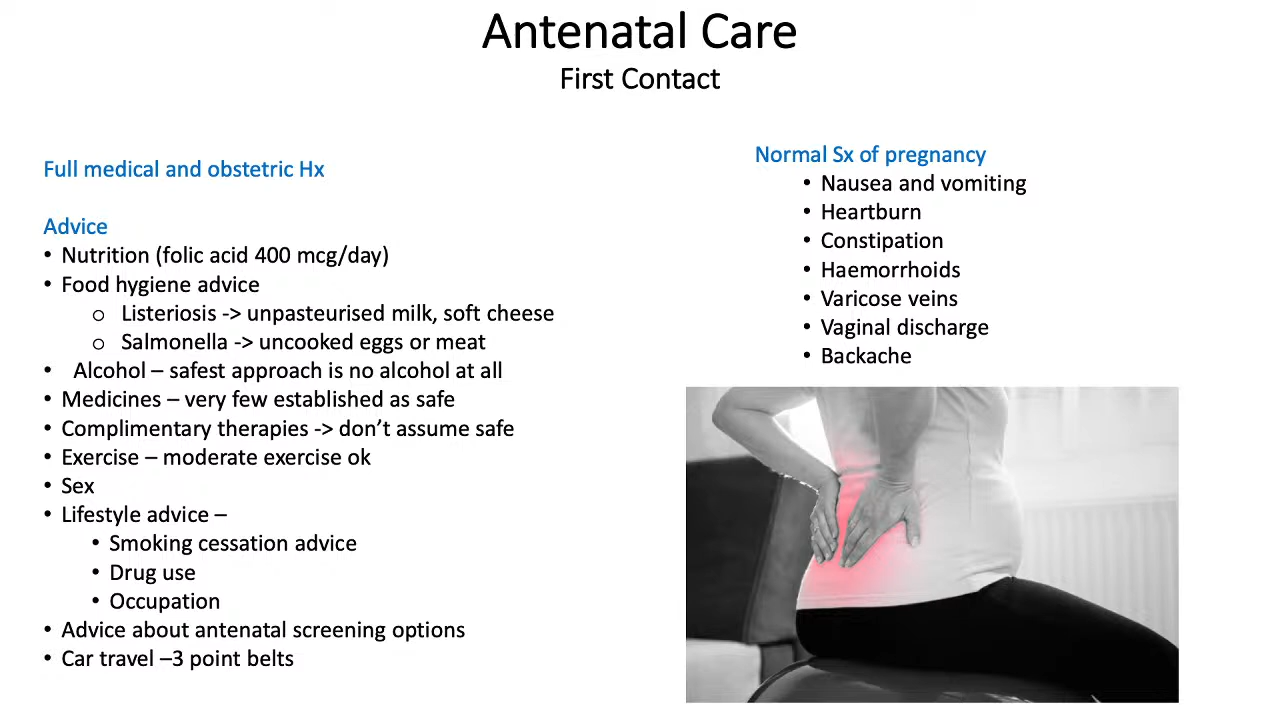 Antenatal Care
First Contact
Full medical and obstetric Hx
Advice
• Nutrition (folic acid 400 mcg/day)
• Food hygiene advice
o Listeriosis -> unpasteurised milk, soft cheese
o Salmonella -> uncooked eggs or meat
• Alcohol – safest approach is no alcohol at all
• Medicines – very few established as safe
• Complimentary therapies -> don’t assume safe
• Exercise – moderate exercise ok
• Sex
• Lifestyle advice –
• Smoking cessation advice
• Drug use
• Occupation
• Advice about antenatal screening options
• Car travel –3 point belts
Normal Sx of pregnancy
• Nausea and vomiting
• Heartburn
• Constipation
• Haemorrhoids
• Varicose veins
• Vaginal discharge
• Backache